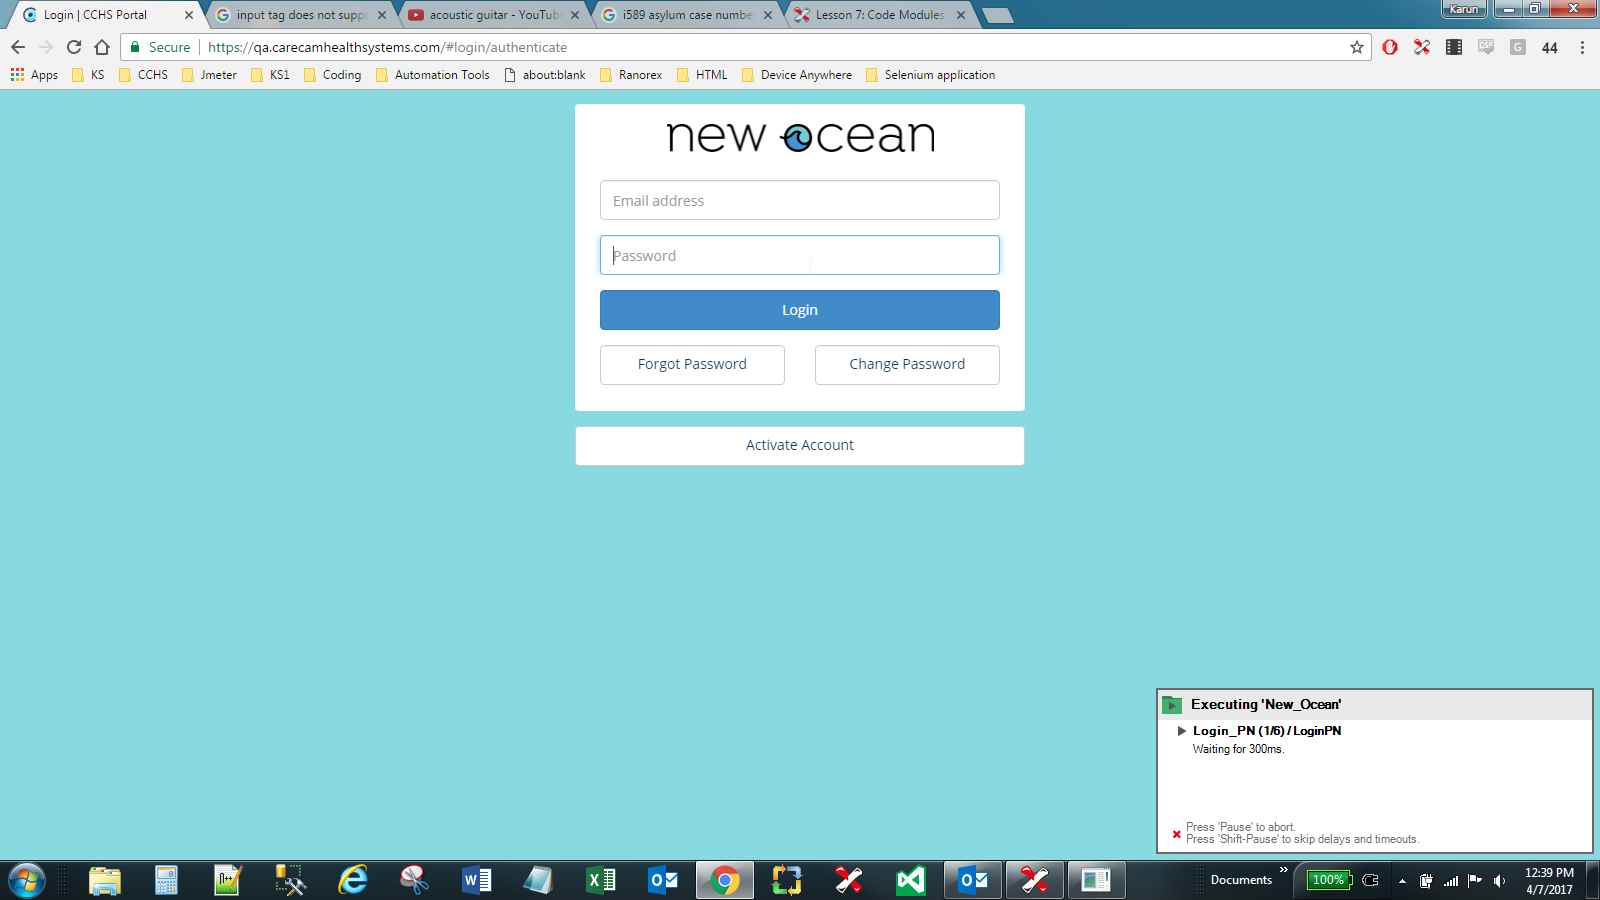 Login | CCHS Portal
input tag does not suppo
acoustic guitar - YouTube
i589 asylum case numbe
Lesson 7: Code Modules
Karun
Secure
https://qa.carecamhealthsystems.com/#login/authenticate
CSP
G
44
Apps
KS
CCHS
Jmeter
KS1
Coding
Automation Tools
about:blank
Ranorex
HTML
Device Anywhere
Selenium application
new ocean
Email address
Password
Login
Forgot Password
Change Password
Activate Account
Executing 'New_Ocean'
Login_PN (1/6) / LoginPN
Waiting for 300ms.
Press 'Pause' to abort.
Press 'Shift-Pause' to skip delays and timeouts.
Documents
100%
12:39 PM
4/7/2017